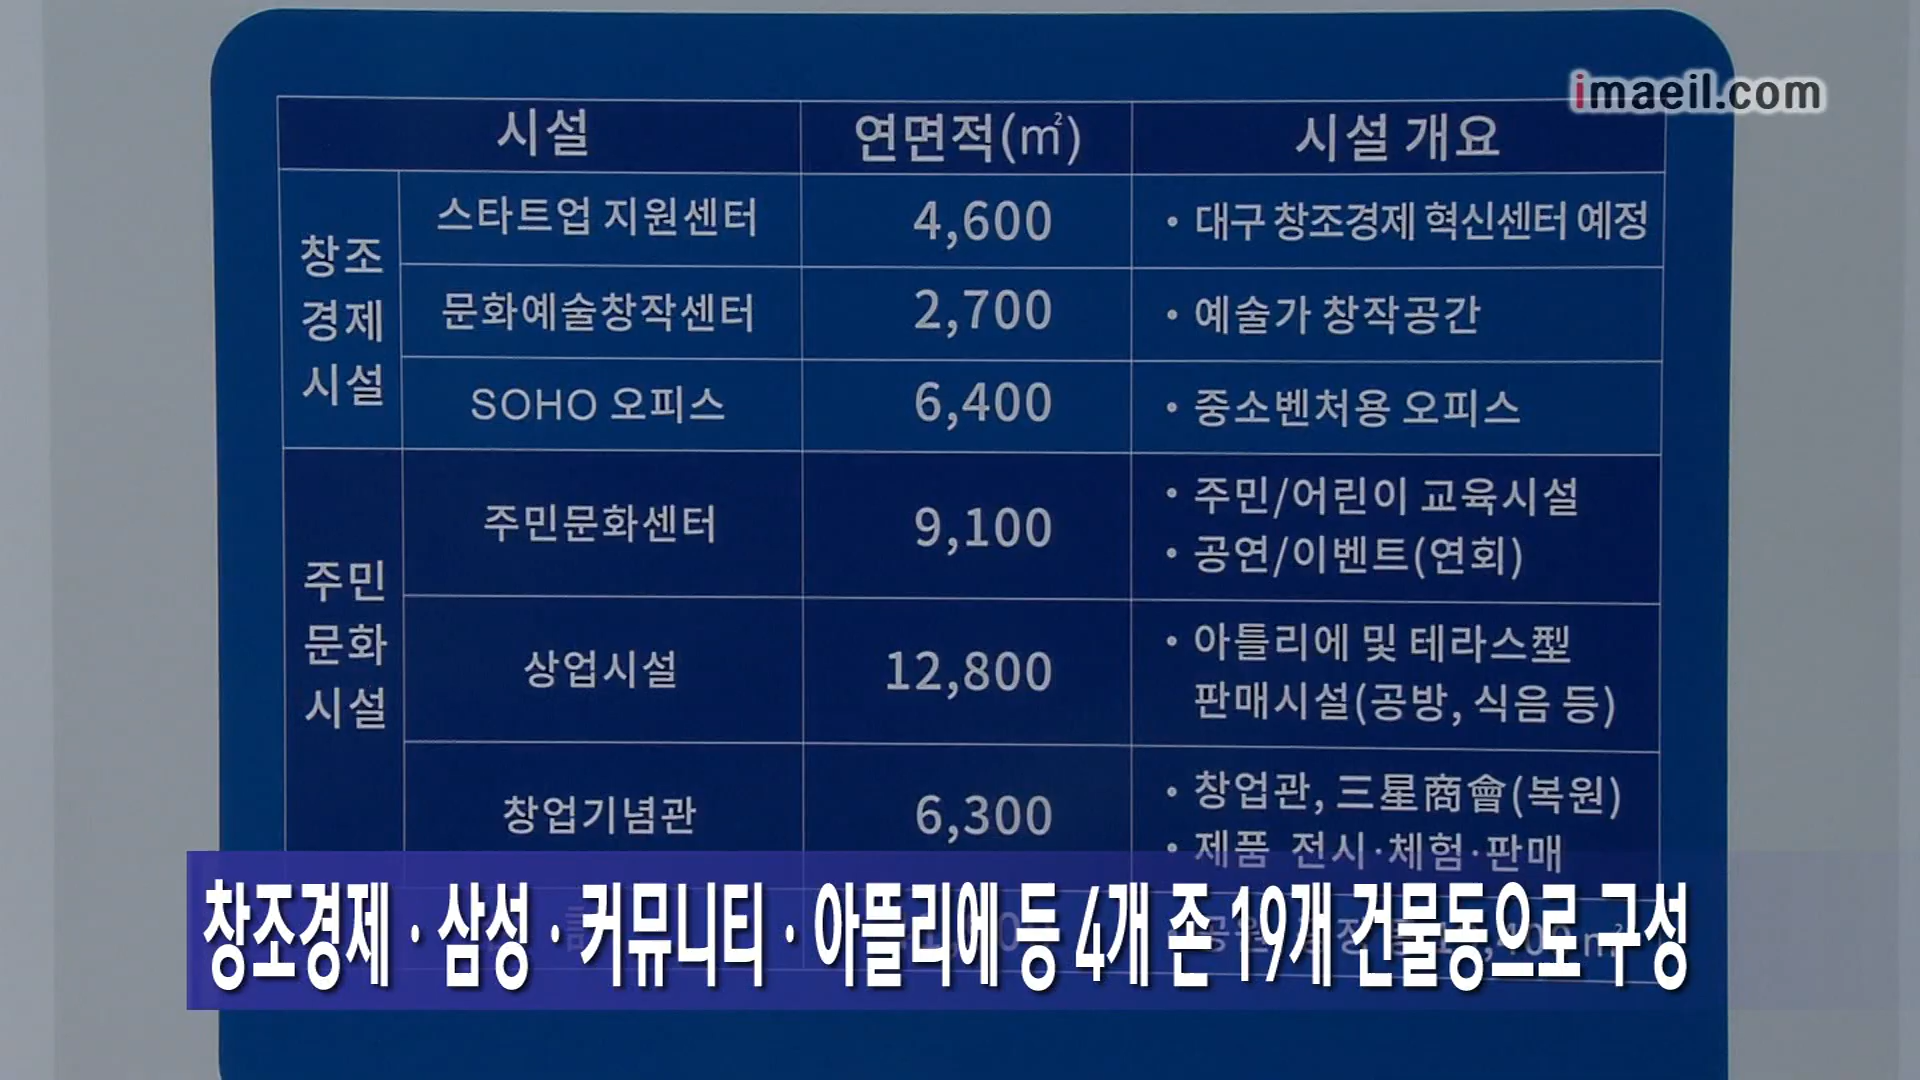 imaeil.com
시설 연면적(㎡) 시설 개요
창조
경제
시설
스타트업 지원센터 4,600 • 대구 창조경제 혁신센터 예정
문화예술창작센터 2,700 • 예술가 창작공간
SOHO 오피스 6,400 • 중소벤처용 오피스
주민
문화
시설
주민문화센터 9,100 • 주민/어린이 교육시설
• 공연/이벤트(연회)
상업시설 12,800 • 아틀리에 및 테라스型
판매시설(공방, 식음 등)
창업기념관 6,300 • 창업관, 三星商會(복원)
• 제품 전시·체험·판매
창조경제·삼성·커뮤니티·아뜰리에 등 4개 존 19개 건물동으로 구성